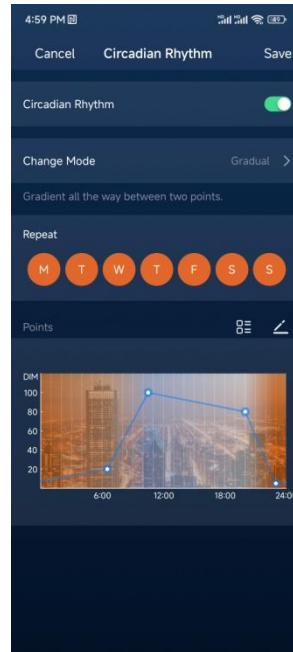 4:59 PM
49
Cancel Circadian Rhythm Save
Circadian Rhythm
Change Mode Gradual
Gradient all the way between two points.
Repeat
M T W T F S S
Points
DIM
100
80
60
40
20
6:00 12:00 18:00 24:0